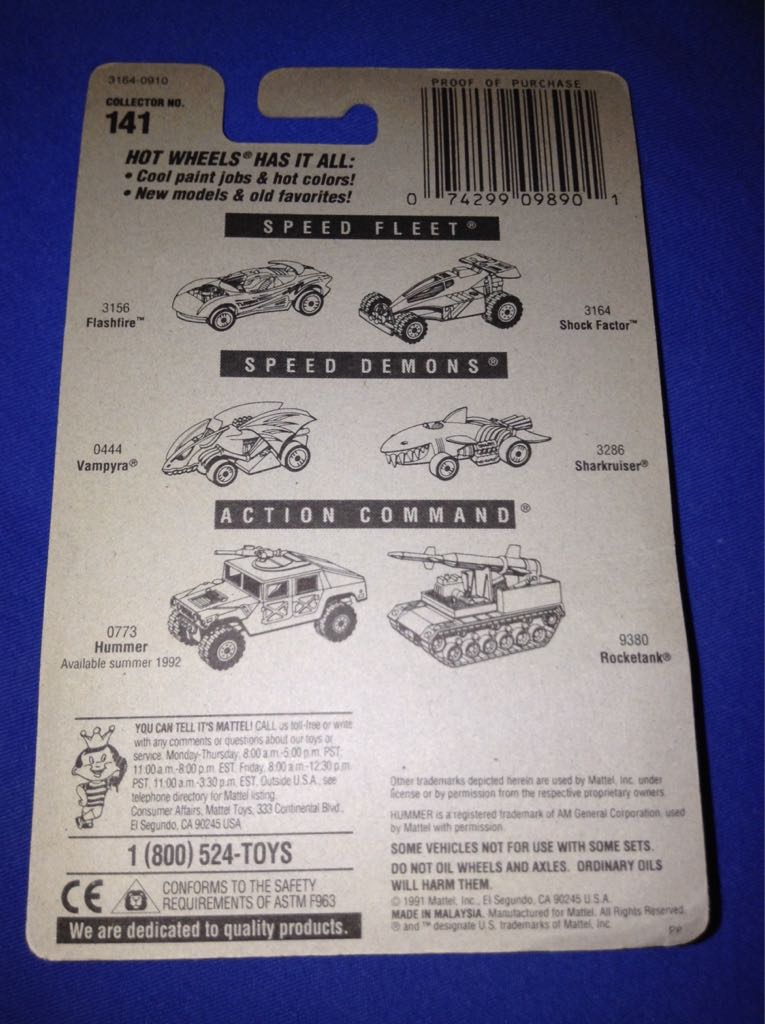 3164-0910
COLLECTOR NO.
141
PROOF OF PURCHASE
0 74299 09890 1
HOT WHEELS® HAS IT ALL:
• Cool paint jobs & hot colors!
• New models & old favorites!
SPEED FLEET®
3156
Flashfire™
3164
Shock Factor™
SPEED DEMONS®
0444
Vampyra®
3286
Sharkruiser®
ACTION COMMAND®
0773
Hummer
Available summer 1992
9380
Rocketank®
YOU CAN TELL IT'S MATTEL! CALL us toll-free or write
with any comments or questions about our toys or
service. Monday-Thursday, 8:00 a.m.-5:00 p.m. PST,
11:00 a.m.-8:00 p.m. EST. Friday, 8:00 a.m.-12:30 p.m.
PST, 11:00 a.m.-3:30 p.m. EST. Outside U.S.A., see
telephone directory for Mattel listing.
Consumer Affairs, Mattel Toys, 333 Continental Blvd.,
El Segundo, CA 90245 USA
1 (800) 524-TOYS
CE
CONFORMS TO THE SAFETY
REQUIREMENTS OF ASTM F963
We are dedicated to quality products.
Other trademarks depicted herein are used by Mattel, Inc. under
license or by permission from the respective proprietary owners.
HUMMER is a registered trademark of AM General Corporation, used
by Mattel with permission.
SOME VEHICLES NOT FOR USE WITH SOME SETS.
DO NOT OIL WHEELS AND AXLES. ORDINARY OILS
WILL HARM THEM.
© 1991 Mattel, Inc., El Segundo, CA 90245 U.S.A.
MADE IN MALAYSIA. Manufactured for Mattel. All Rights Reserved.
® and ™ designate U.S. trademarks of Mattel, Inc.
PP